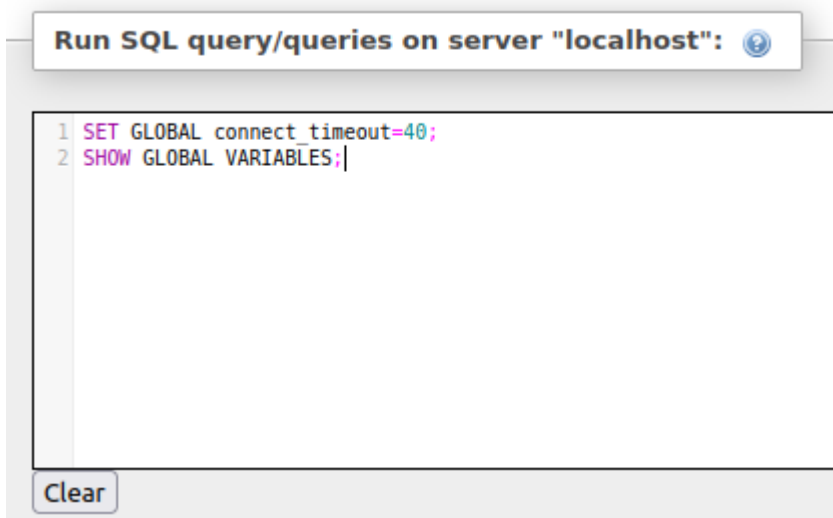 Run SQL query/queries on server "localhost":
1 SET GLOBAL connect_timeout=40;
2 SHOW GLOBAL VARIABLES;
Clear